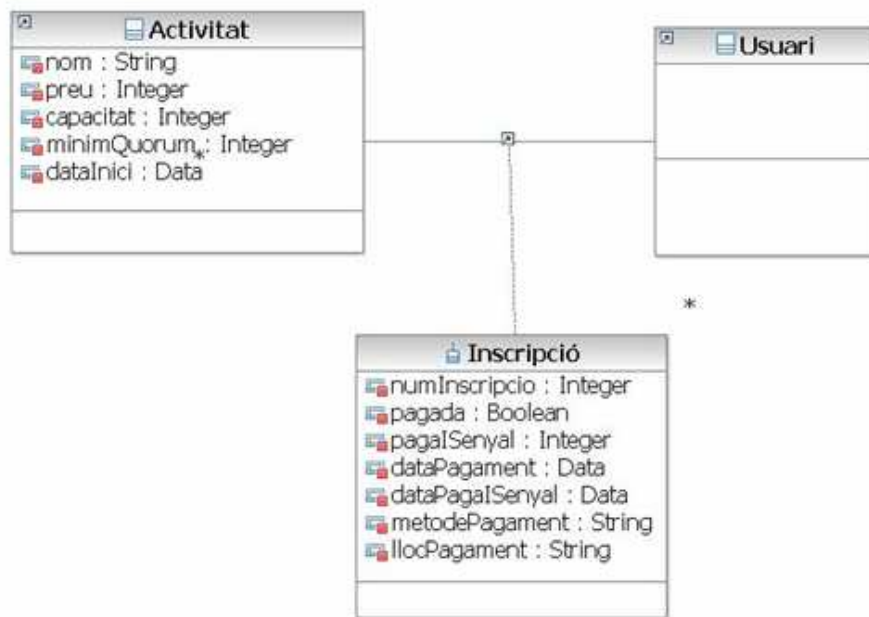 Activitat
nom : String
preu : Integer
capacitat : Integer
minimQuorum : Integer
*
dataInici : Data
Usuari
*
Inscripció
numInscripcio : Integer
pagada : Boolean
pagaISenyal : Integer
dataPagament : Data
dataPagaISenyal : Data
metodePagament : String
llocPagament : String